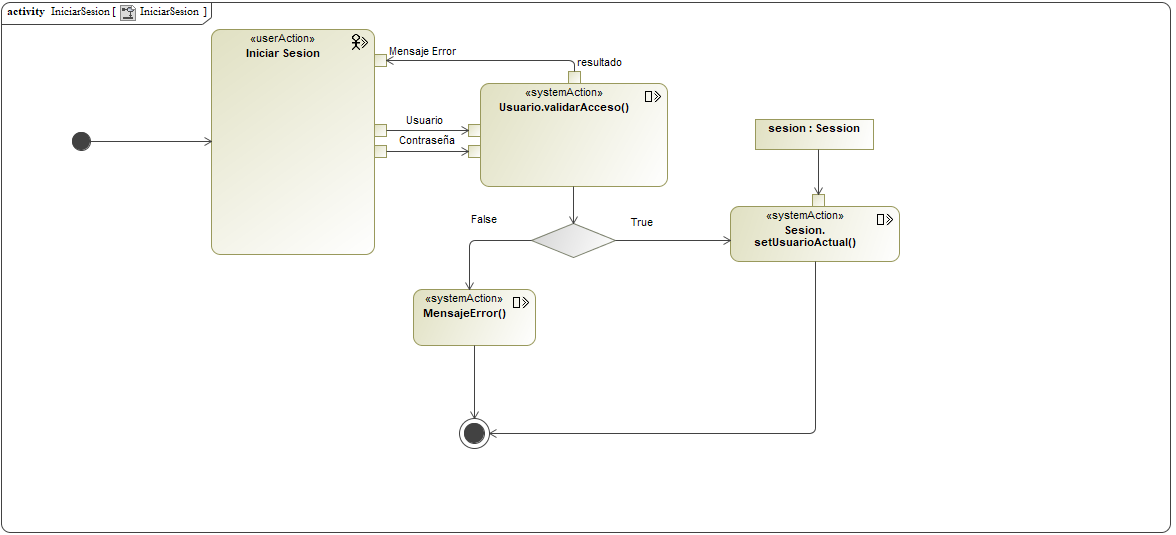 activity IniciarSesion [ IniciarSesion ]
«userAction»
Iniciar Sesion
Mensaje Error
resultado
«systemAction»
Usuario.validarAcceso()
Usuario
Contraseña
sesion : Session
False
True
«systemAction»
Sesion.
setUsuarioActual()
«systemAction»
MensajeError()